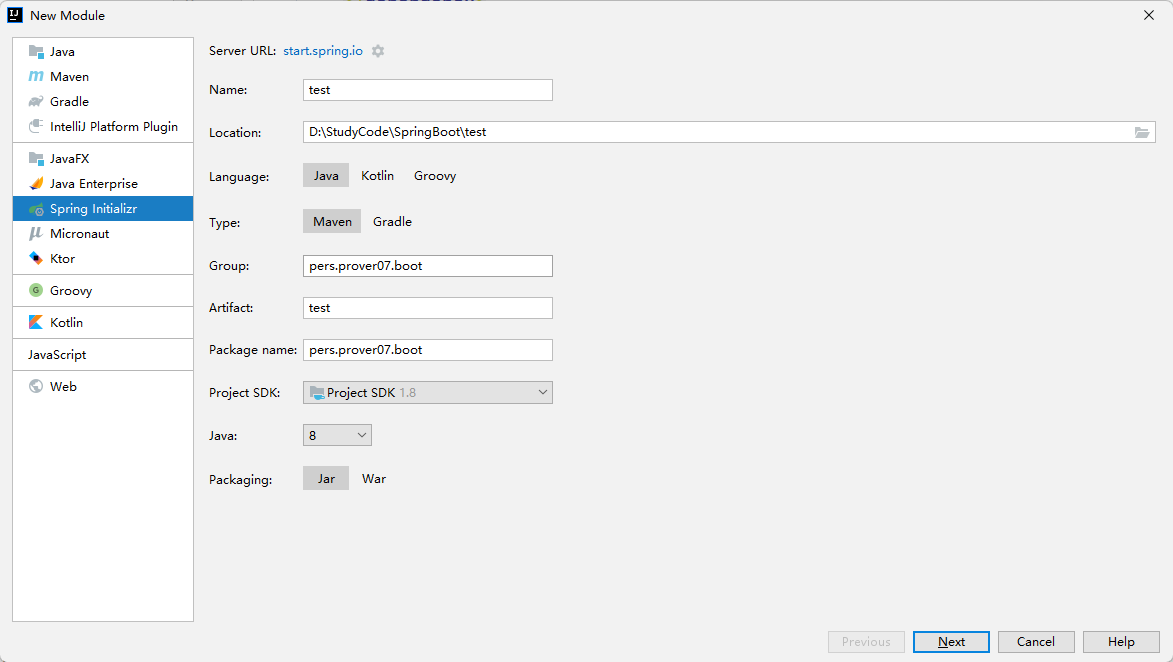 New Module
Java
Maven
Gradle
IntelliJ Platform Plugin
JavaFX
Java Enterprise
Spring Initializr
Micronaut
Ktor
Groovy
Kotlin
JavaScript
Web
Server URL: start.spring.io
Name: test
Location: D:\StudyCode\SpringBoot\test
Language: Java Kotlin Groovy
Type: Maven Gradle
Group: pers.prover07.boot
Artifact: test
Package name: pers.prover07.boot
Project SDK: Project SDK 1.8
Java: 8
Packaging: Jar War
Previous Next Cancel Help